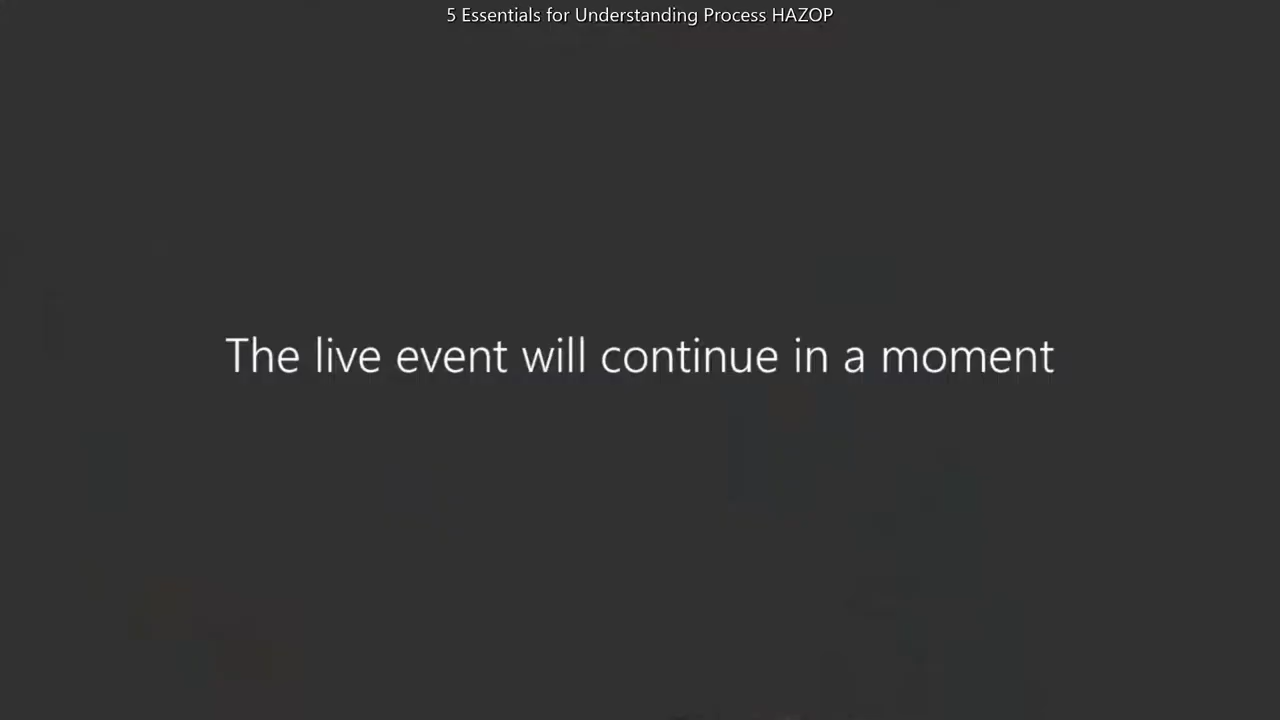 5 Essentials for Understanding Process HAZOP
The live event will continue in a moment